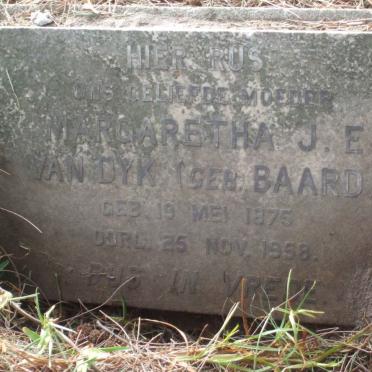 HIER RUS
ONS GELIEFDE MOEDER
MARGARETHA J. E.
VAN DYK (GEB. BAARD
GEB. 19 MEI 1875
OORL. 25 NOV. 1958.
RUS IN VREDE.